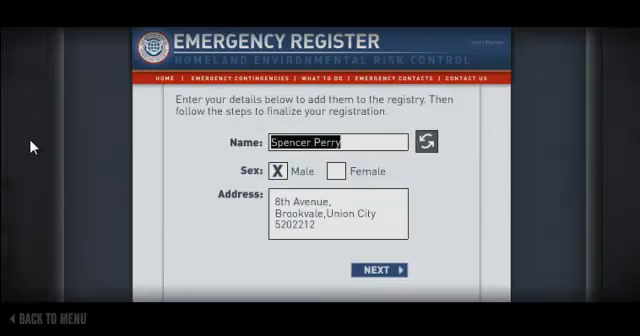 EMERGENCY REGISTER
HOMELAND ENVIRONMENTAL RISK CONTROL
HOME | EMERGENCY CONTINGENCIES | WHAT TO DO | EMERGENCY CONTACTS | CONTACT US
Enter your details below to add them to the registry. Then
follow the steps to finalize your registration.
Name: Spencer Perry
Sex: X Male Female
Address: 8th Avenue,
Brookvale,Union City
5202212
NEXT
BACK TO MENU